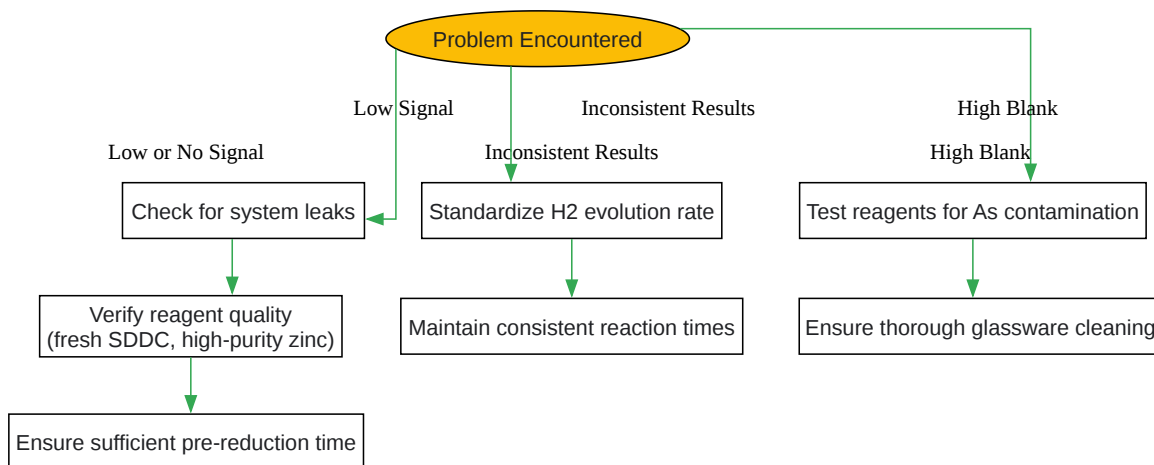 Problem Encountered
Low Signal
Inconsistent Results
High Blank
Low or No Signal
Inconsistent Results
High Blank
Check for system leaks
Standardize H2 evolution rate
Test reagents for As contamination
Verify reagent quality
(fresh SDDC, high-purity zinc)
Maintain consistent reaction times
Ensure thorough glassware cleaning
Ensure sufficient pre-reduction time